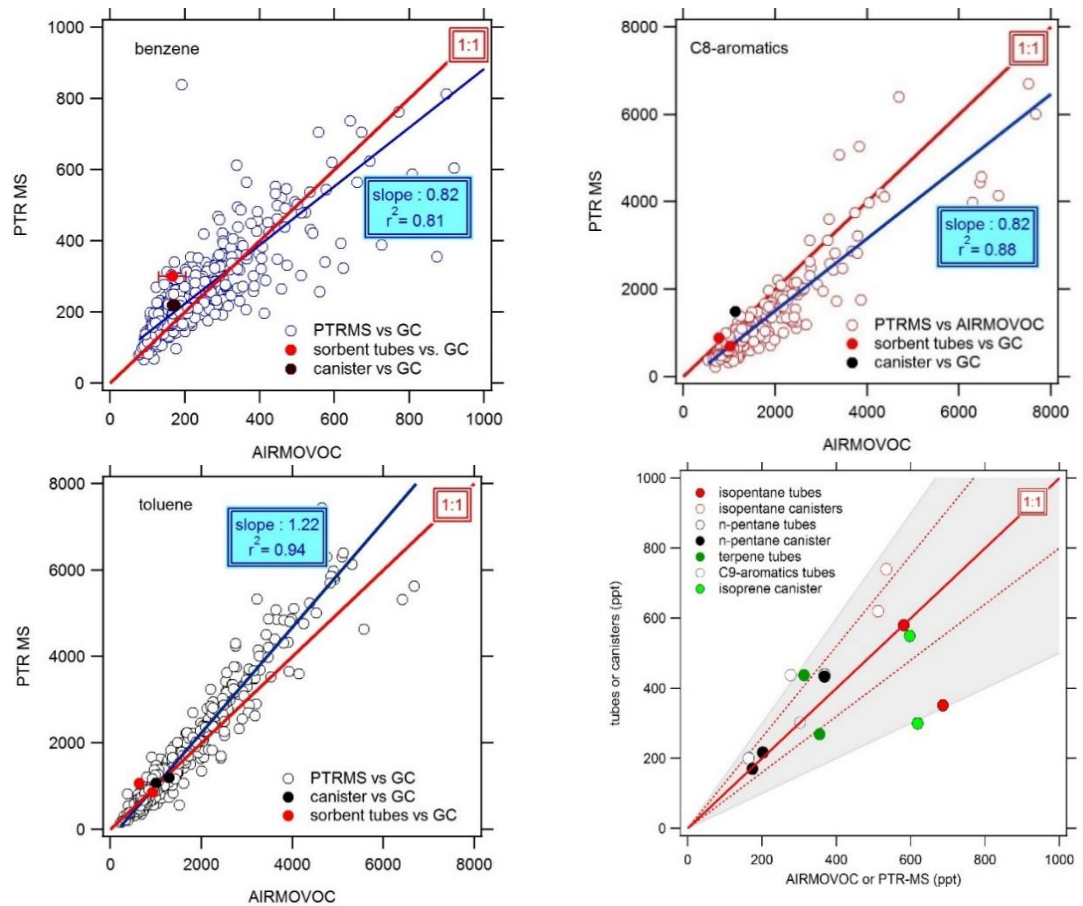 benzene
1:1
1000
800
600
400
200
0
PTR MS
slope : 0.82
r² = 0.81
PTRMS vs GC
sorbent tubes vs. GC
canister vs GC
0 200 400 600 800 1000
AIRMOVOC
C8-aromatics
1:1
8000
6000
4000
2000
0
PTR MS
slope : 0.82
r² = 0.88
PTRMS vs AIRMOVOC
sorbent tubes vs GC
canister vs GC
0 2000 4000 6000 8000
AIRMOVOC
toluene
1:1
8000
6000
4000
2000
0
PTR MS
slope : 1.22
r² = 0.94
PTRMS vs GC
canister vs GC
sorbent tubes vs GC
0 2000 4000 6000 8000
AIRMOVOC
1:1
1000
800
600
400
200
0
tubes or canisters (ppt)
isopentane tubes
isopentane canisters
n-pentane tubes
n-pentane canister
terpene tubes
C9-aromatics tubes
isoprene canister
0 200 400 600 800 1000
AIRMOVOC or PTR-MS (ppt)